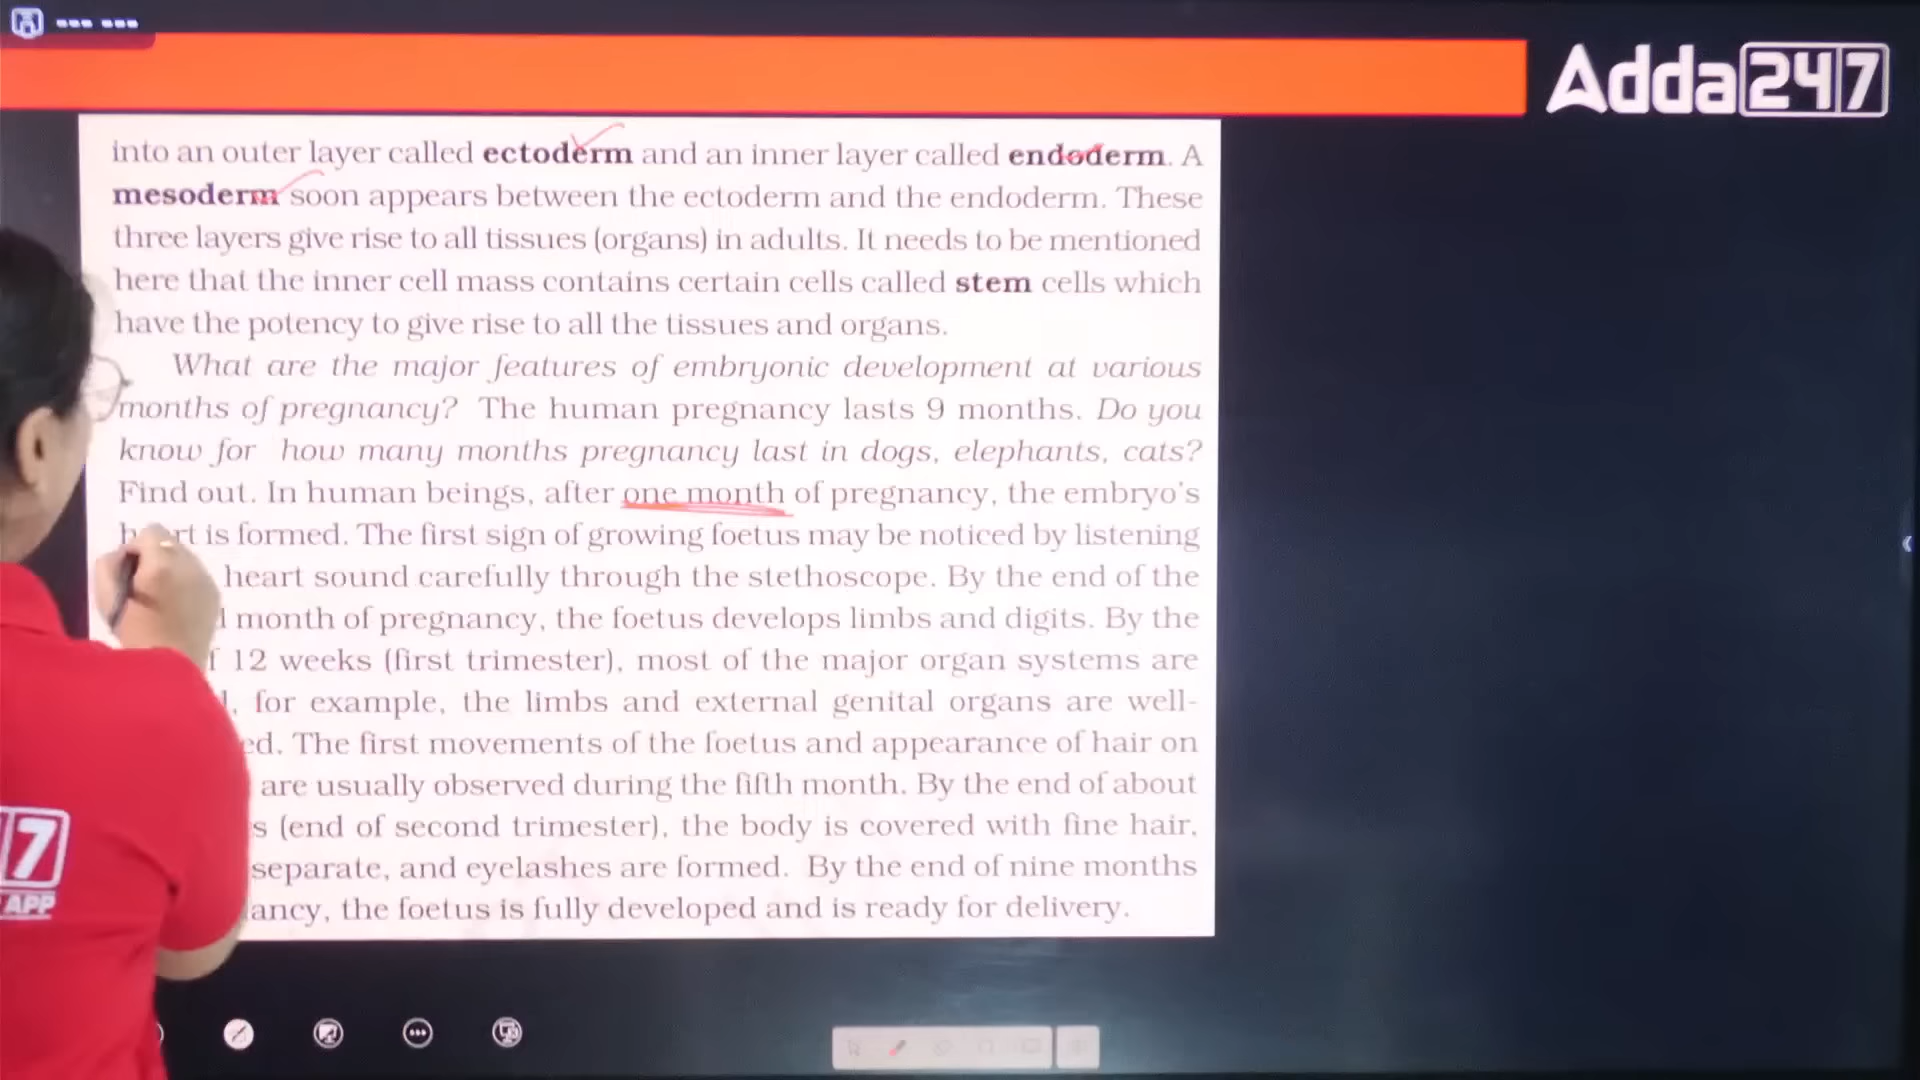 Adda247
into an outer layer called ectoderm and an inner layer called endoderm. A
mesoderm soon appears between the ectoderm and the endoderm. These
three layers give rise to all tissues (organs) in adults. It needs to be mentioned
here that the inner cell mass contains certain cells called stem cells which
have the potency to give rise to all the tissues and organs.
What are the major features of embryonic development at various
months of pregnancy? The human pregnancy lasts 9 months. Do you
know for how many months pregnancy last in dogs, elephants, cats?
Find out. In human beings, after one month of pregnancy, the embryo's
is formed. The first sign of growing foetus may be noticed by listening
heart sound carefully through the stethoscope. By the end of the
month of pregnancy, the foetus develops limbs and digits. By the
12 weeks (first trimester), most of the major organ systems are
for example, the limbs and external genital organs are well-
ed. The first movements of the foetus and appearance of hair on
are usually observed during the fifth month. By the end of about
s (end of second trimester), the body is covered with fine hair,
separate, and eyelashes are formed. By the end of nine months
ancy, the foetus is fully developed and is ready for delivery.
7
APP